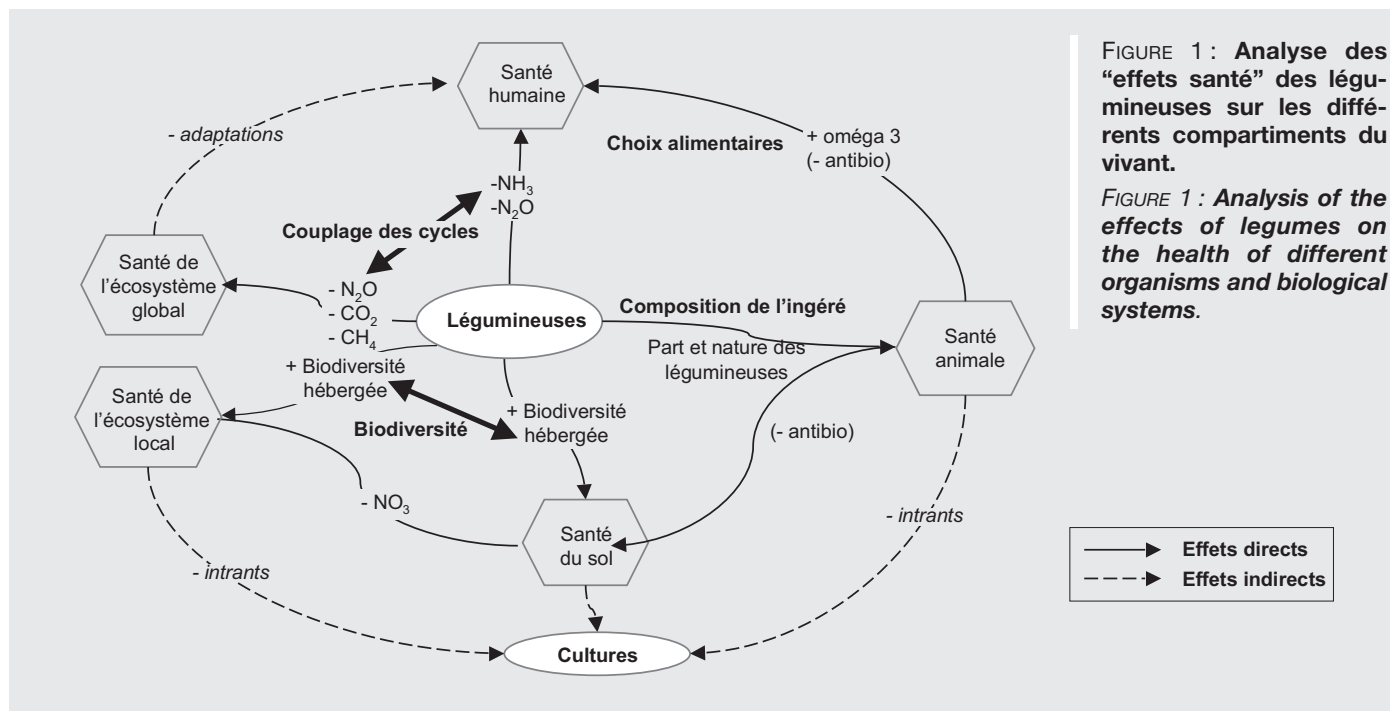 Santé
humaine
- adaptations
Choix alimentaires
+ oméga 3
(- antibio)
-NH₃
-N₂O
Couplage des cycles
Santé de
l'écosystème
global
- N₂O
- CO₂
- CH₄
Légumineuses
Composition de l'ingéré
Part et nature des
légumineuses
Santé
animale
+ Biodiversité
hébergée
Santé de
l'écosystème
local
Biodiversité
+ Biodiversité
hébergée
(- antibio)
- NO₃
Santé
du sol
- intrants
- intrants
Cultures
FIGURE 1 : Analyse des
“effets santé” des légu-
mineuses sur les diffé-
rents compartiments du
vivant.
FIGURE 1 : Analysis of the
effects of legumes on
the health of different
organisms and biological
systems.
Effets directs
Effets indirects